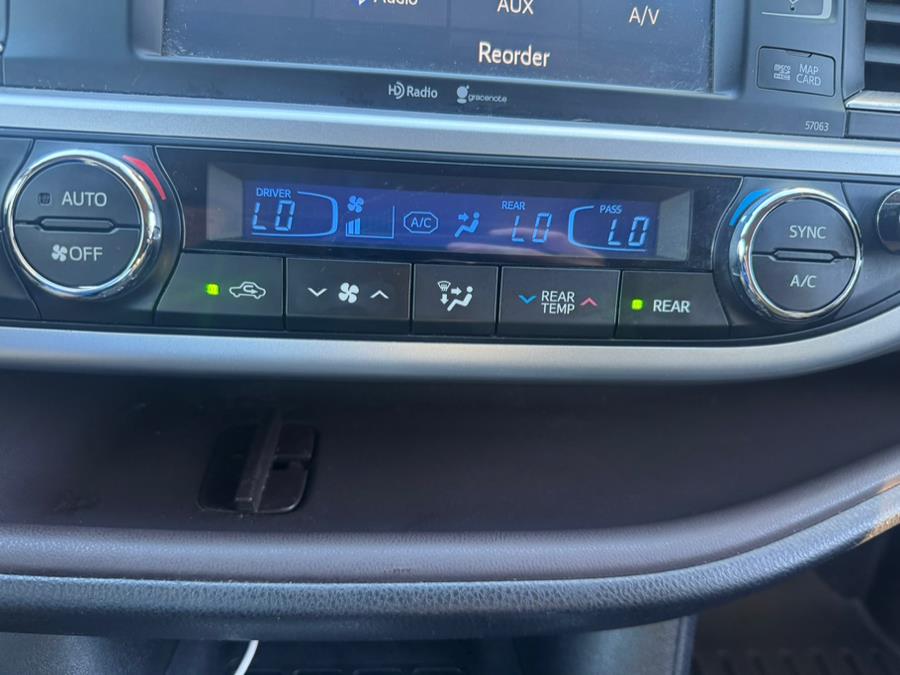 Audio
AUX
A/V
Reorder
HD Radio
gracenote
MAP
CARD
57063
AUTO
OFF
DRIVER
LO
A/C
REAR
LO
PASS
LO
SYNC
A/C
REAR
TEMP
REAR